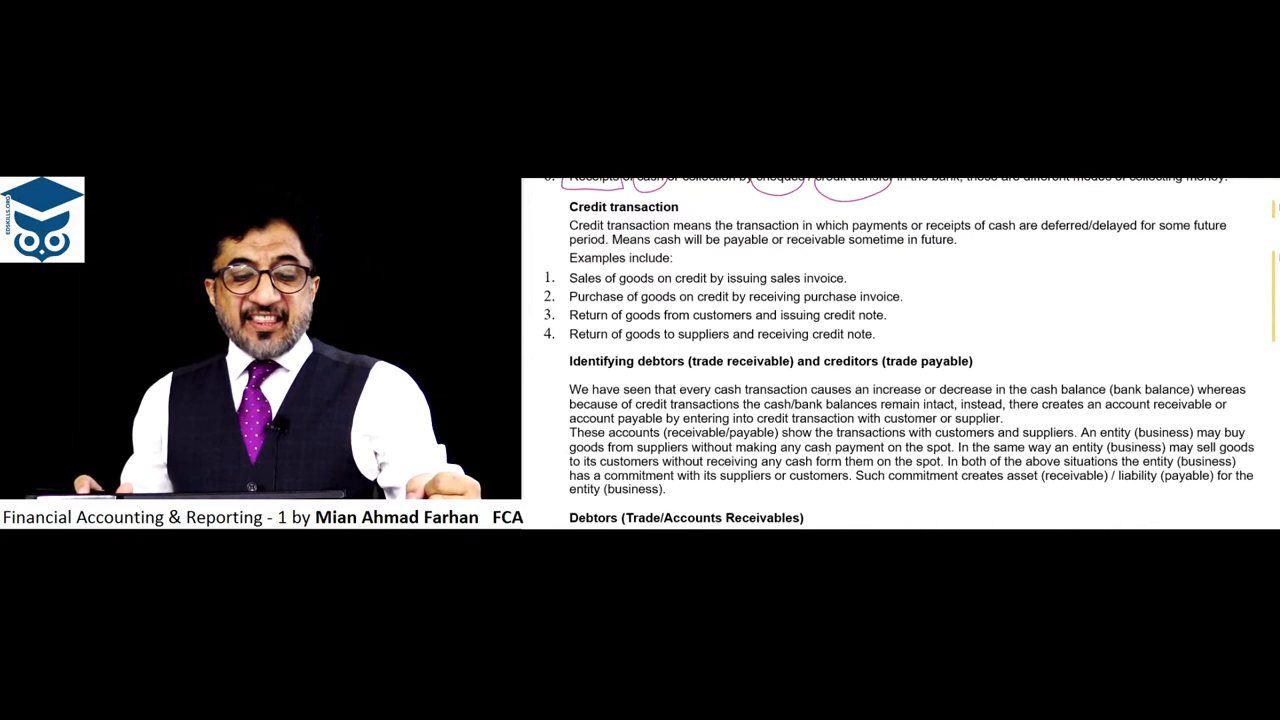 EDSKILLS.ORG
Financial Accounting & Reporting - 1 by Mian Ahmad Farhan FCA
Receipts of cash or collection by cheques / credit transfer in the bank, these are different modes of collecting money.
Credit transaction
Credit transaction means the transaction in which payments or receipts of cash are deferred/delayed for some future
period. Means cash will be payable or receivable sometime in future.
Examples include:
1. Sales of goods on credit by issuing sales invoice.
2. Purchase of goods on credit by receiving purchase invoice.
3. Return of goods from customers and issuing credit note.
4. Return of goods to suppliers and receiving credit note.
Identifying debtors (trade receivable) and creditors (trade payable)
We have seen that every cash transaction causes an increase or decrease in the cash balance (bank balance) whereas
because of credit transactions the cash/bank balances remain intact, instead, there creates an account receivable or
account payable by entering into credit transaction with customer or supplier.
These accounts (receivable/payable) show the transactions with customers and suppliers. An entity (business) may buy
goods from suppliers without making any cash payment on the spot. In the same way an entity (business) may sell goods
to its customers without receiving any cash form them on the spot. In both of the above situations the entity (business)
has a commitment with its suppliers or customers. Such commitment creates asset (receivable) / liability (payable) for the
entity (business).
Debtors (Trade/Accounts Receivables)